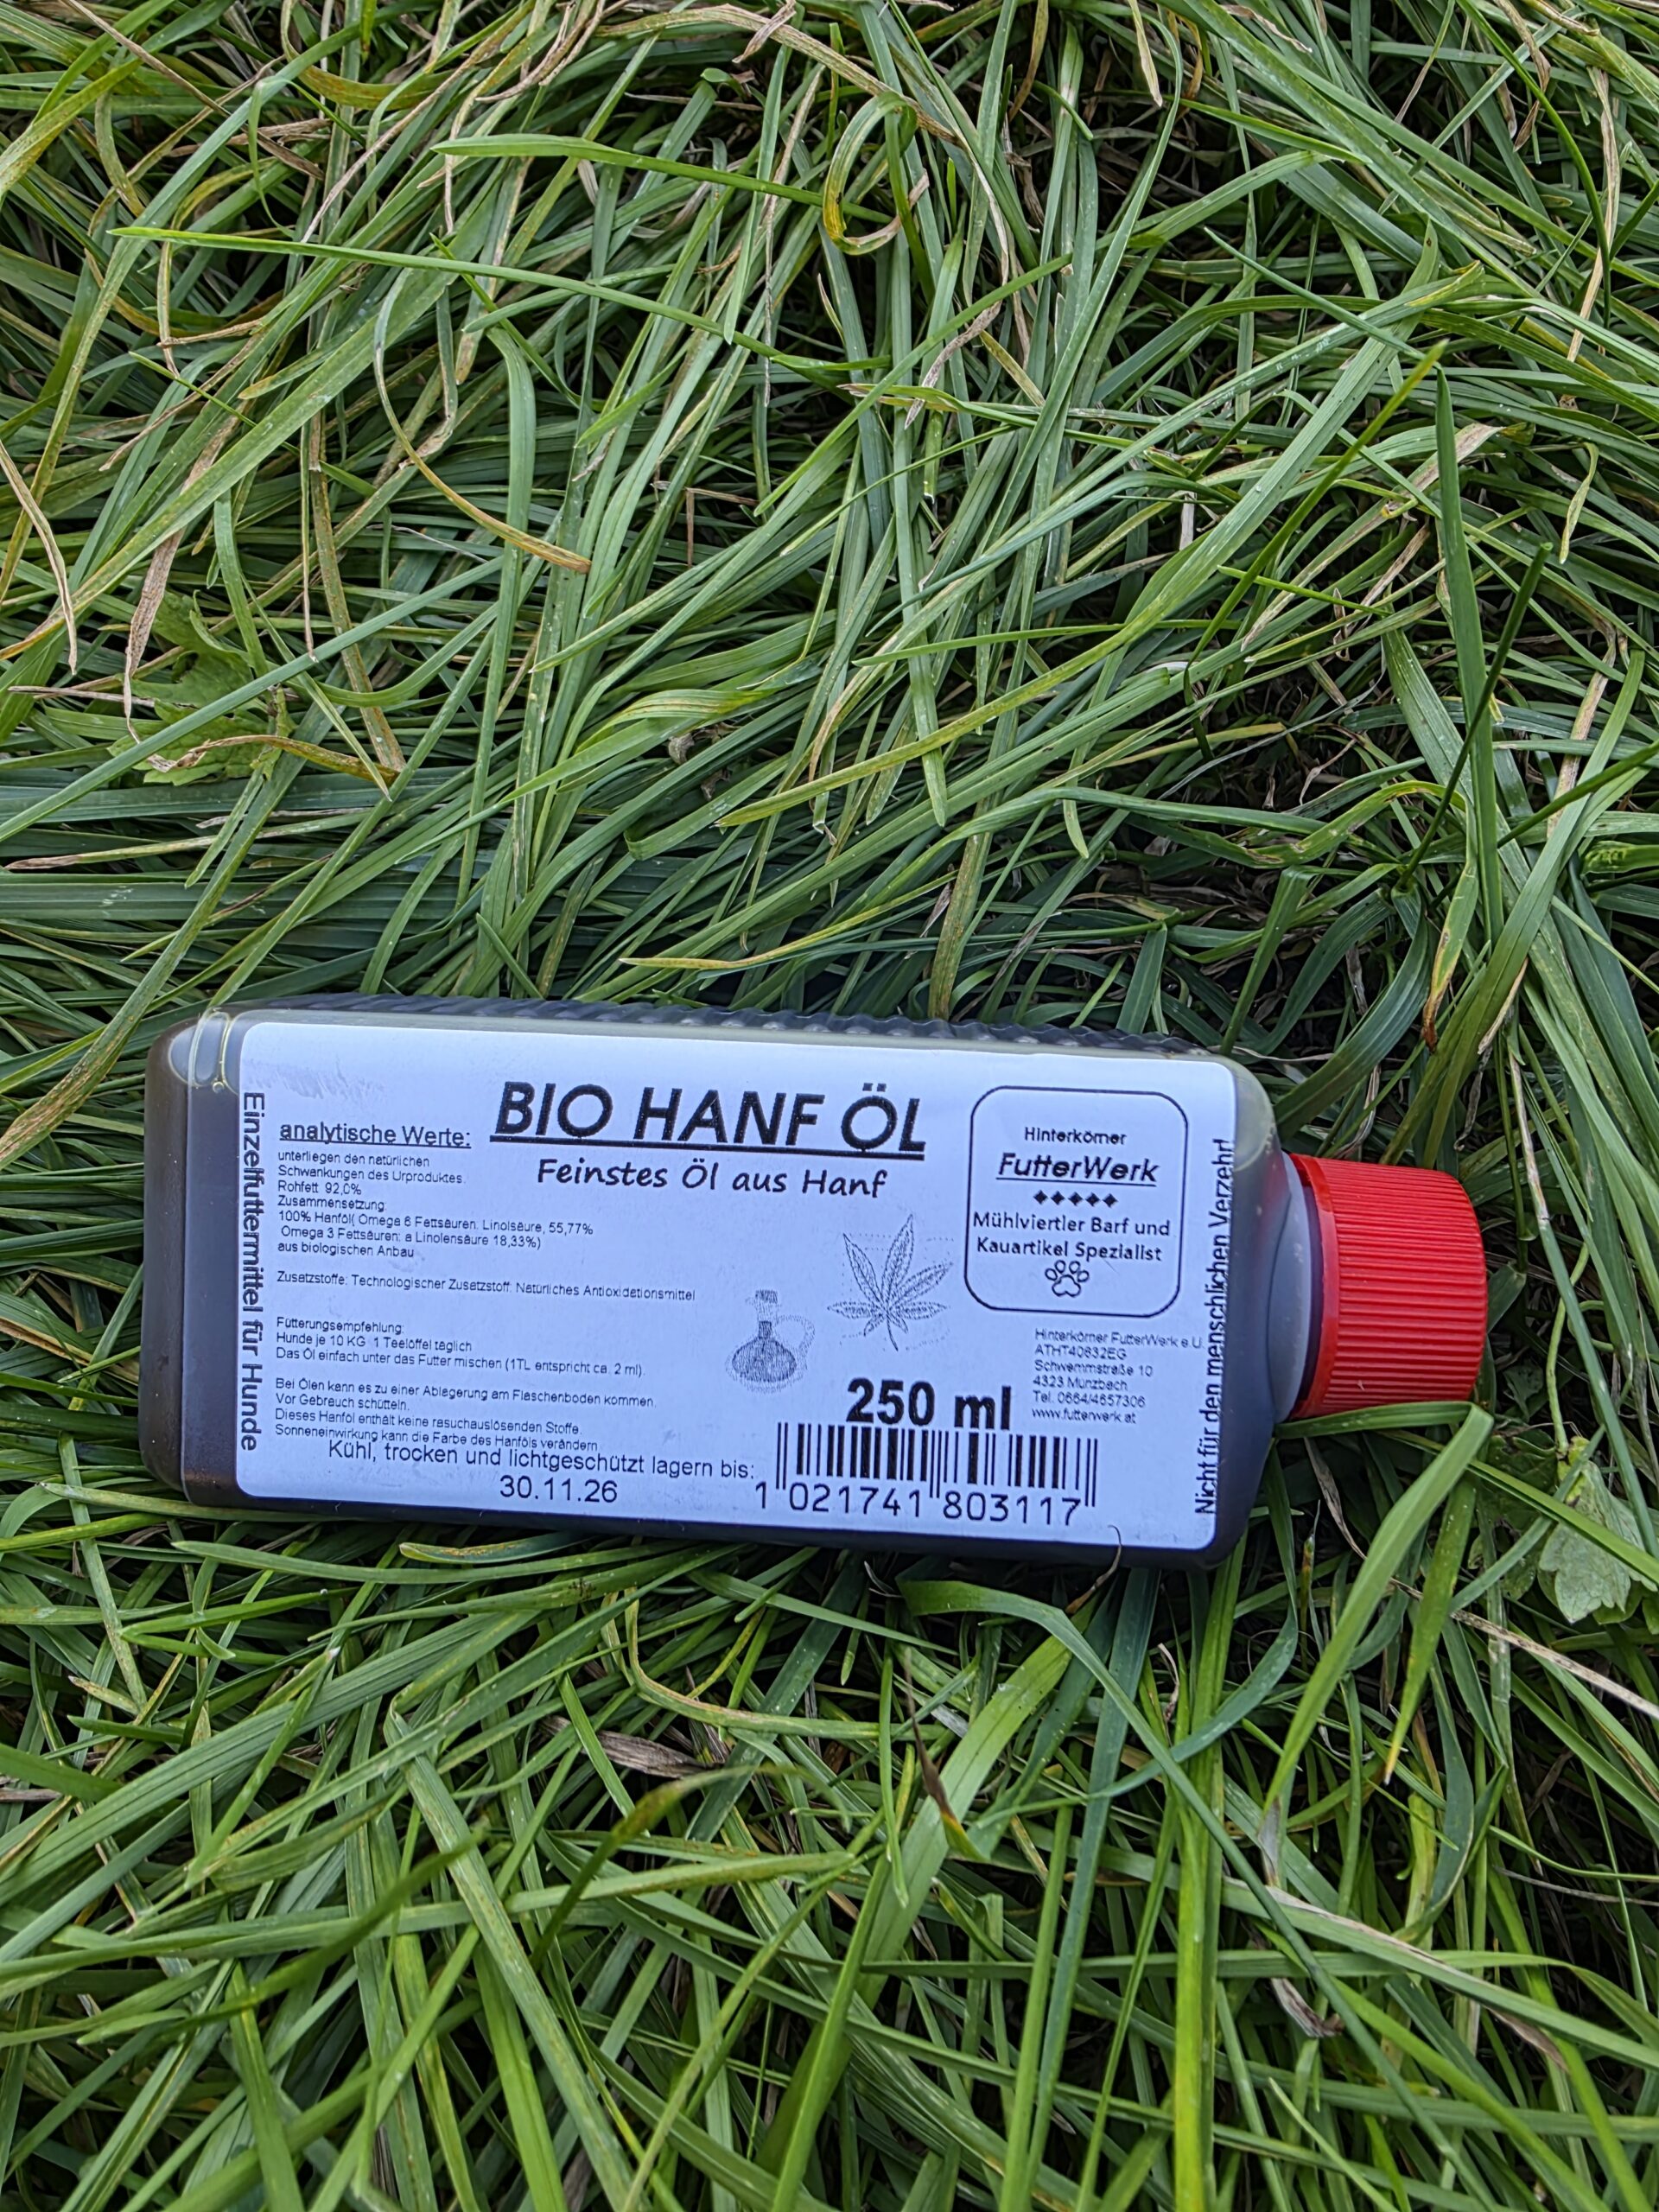 Einzelfuttermittel für Hunde
BIO HANF ÖL
Feinstes Öl aus Hanf
analytische Werte:
unterliegen den natürlichen
Schwankungen des Urproduktes.
Rohfett 92,0%
Zusammensetzung
100% Hanföl( Omega 6 Fettsäuren: Linolsäure, 55,77%
Omega 3 Fettsäuren: a Linolensäure 18,33%)
aus biologischen Anbau
Zusatzstoffe: Technologischer Zusatzstoff: Natürliches Antioxidationsmittel
Fütterungsempfehlung:
Hunde je 10 KG 1 Teelöffel täglich
Das Öl einfach unter das Futter mischen (1TL entspricht ca. 2 ml).
Bei Ölen kann es zu einer Ablagerung am Flaschenboden kommen.
Vor Gebrauch schütteln.
Dieses Hanföl enthält keine rasuchauslösenden Stoffe.
Sonneneinwirkung kann die Farbe des Hanföls verändern
Kühl, trocken und lichtgeschützt lagern bis:
30.11.26
Hinterkörner
FutterWerk
Mühlviertler Barf und
Kauartikel Spezialist
Hinterkörner FutterWerk e.U.
ATHT40632EG
Schwemmstraße 10
4323 Münzbach
Tel. 0664/4657306
www.futterwerk.at
250 ml
1 021741 803117
Nicht für den menschlichen Verzehr!